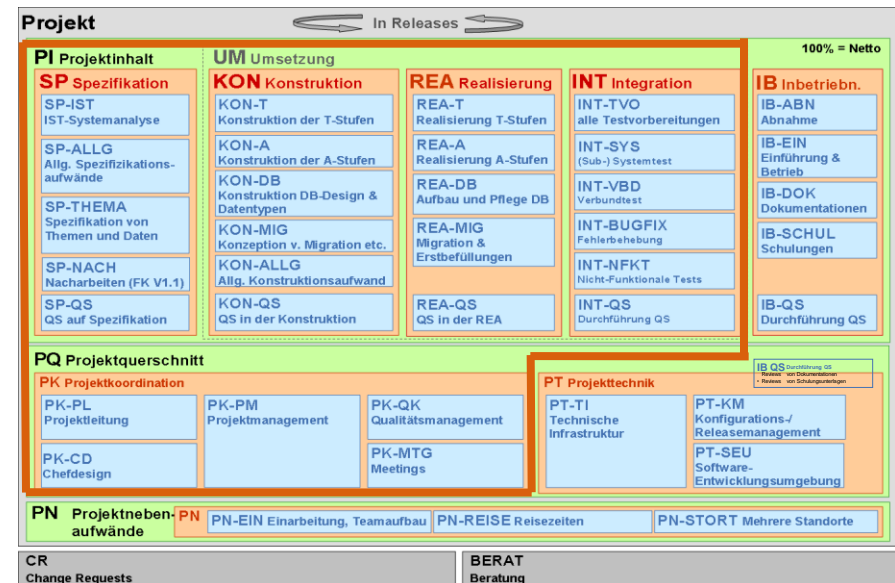 Projekt
In Releases
100% = Netto
PI Projektinhalt
UM Umsetzung
SP Spezifikation
SP-IST
IST-Systemanalyse
SP-ALLG
Allg. Spezifizikations-
aufwände
SP-THEMA
Spezifikation von
Themen und Daten
SP-NACH
Nacharbeiten (FK V1.1)
SP-QS
QS auf Spezifikation
KON Konstruktion
KON-T
Konstruktion der T-Stufen
KON-A
Konstruktion der A-Stufen
KON-DB
Konstruktion DB-Design &
Datentypen
KON-MIG
Konzeption v. Migration etc.
KON-ALLG
Allg. Konstruktionsaufwand
KON-QS
QS in der Konstruktion
REA Realisierung
REA-T
Realisierung T-Stufen
REA-A
Realisierung A-Stufen
REA-DB
Aufbau und Pflege DB
REA-MIG
Migration &
Erstbefüllungen
REA-QS
QS in der REA
INT Integration
INT-TVO
alle Testvorbereitungen
INT-SYS
(Sub-) Systemtest
INT-VBD
Verbundtest
INT-BUGFIX
Fehlerbehebung
INT-NFKT
Nicht-Funktionale Tests
INT-QS
Durchführung QS
IB Inbetriebn.
IB-ABN
Abnahme
IB-EIN
Einführung &
Betrieb
IB-DOK
Dokumentationen
IB-SCHUL
Schulungen
IB-QS
Durchführung QS
PQ Projektquerschnitt
PK Projektkoordination
PK-PL
Projektleitung
PK-CD
Chefdesign
PK-PM
Projektmanagement
PK-QK
Qualitätsmanagement
PK-MTG
Meetings
PT Projekttechnik
IB QS Durchführung QS
Reviews von Dokumentationen
• Reviews von Schulungsunterlagen
PT-TI
Technische
Infrastruktur
PT-KM
Konfigurations-/
Releasemanagement
PT-SEU
Software-
Entwicklungsumgebung
PN Projektneben-
aufwände
PN
PN-EIN Einarbeitung, Teamaufbau
PN-REISE Reisezeiten
PN-STORT Mehrere Standorte
CR
Change Requests
BERAT
Beratung